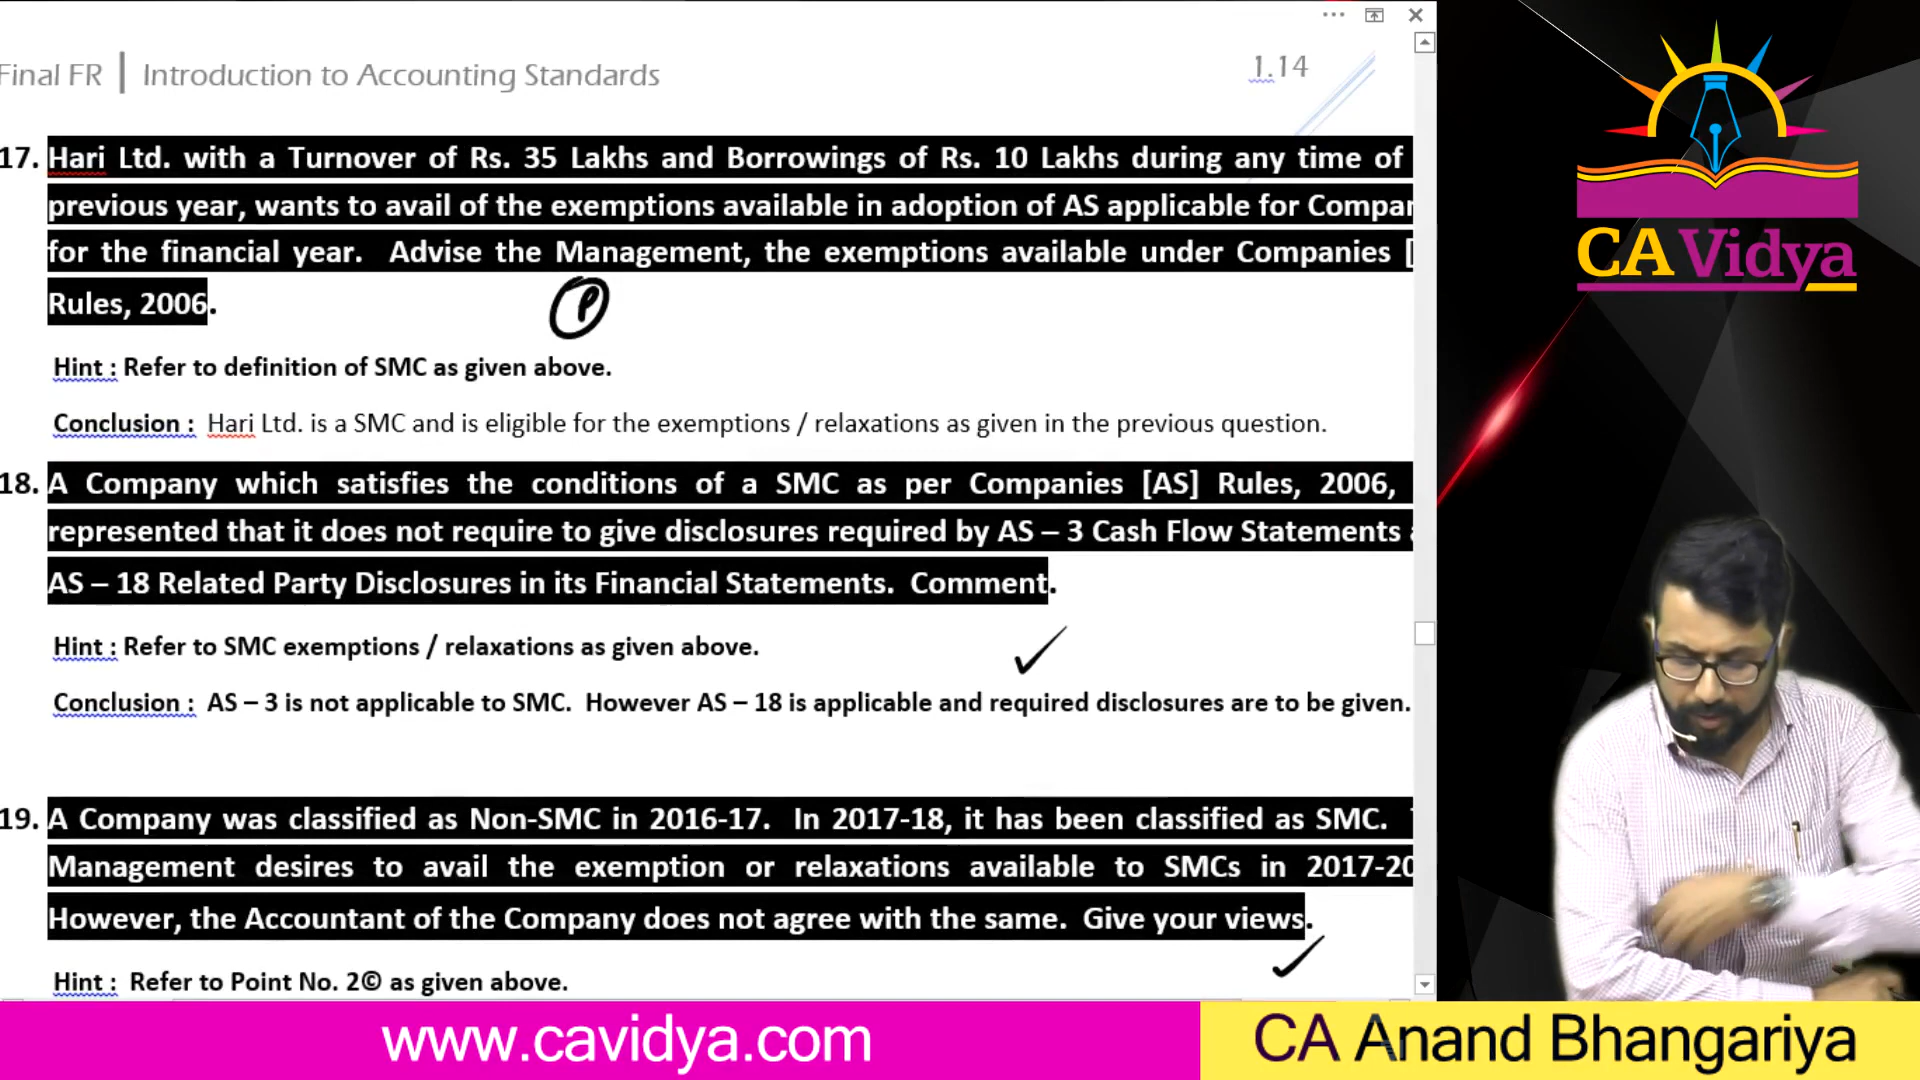 Final FR | Introduction to Accounting Standards 1.14
17. Hari Ltd. with a Turnover of Rs. 35 Lakhs and Borrowings of Rs. 10 Lakhs during any time of
previous year, wants to avail of the exemptions available in adoption of AS applicable for
for the financial year. Advise the Management, the exemptions available under Companies [
Rules, 2006.
P
Hint : Refer to definition of SMC as given above.
Conclusion : Hari Ltd. is a SMC and is eligible for the exemptions / relaxations as given in the previous question.
18. A Company which satisfies the conditions of a SMC as per Companies [AS] Rules, 2006,
represented that it does not require to give disclosures required by AS – 3 Cash Flow Statements
AS – 18 Related Party Disclosures in its Financial Statements. Comment.
Hint : Refer to SMC exemptions / relaxations as given above.
Conclusion : AS – 3 is not applicable to SMC. However AS – 18 is applicable and required disclosures are to be given.
19. A Company was classified as Non-SMC in 2016-17. In 2017-18, it has been classified as SMC.
Management desires to avail the exemption or relaxations available to SMCs in 2017-20
However, the Accountant of the Company does not agree with the same. Give your views.
Hint : Refer to Point No. 2© as given above.
CA Vidya
www.cavidya.com
CA Anand Bhangariya